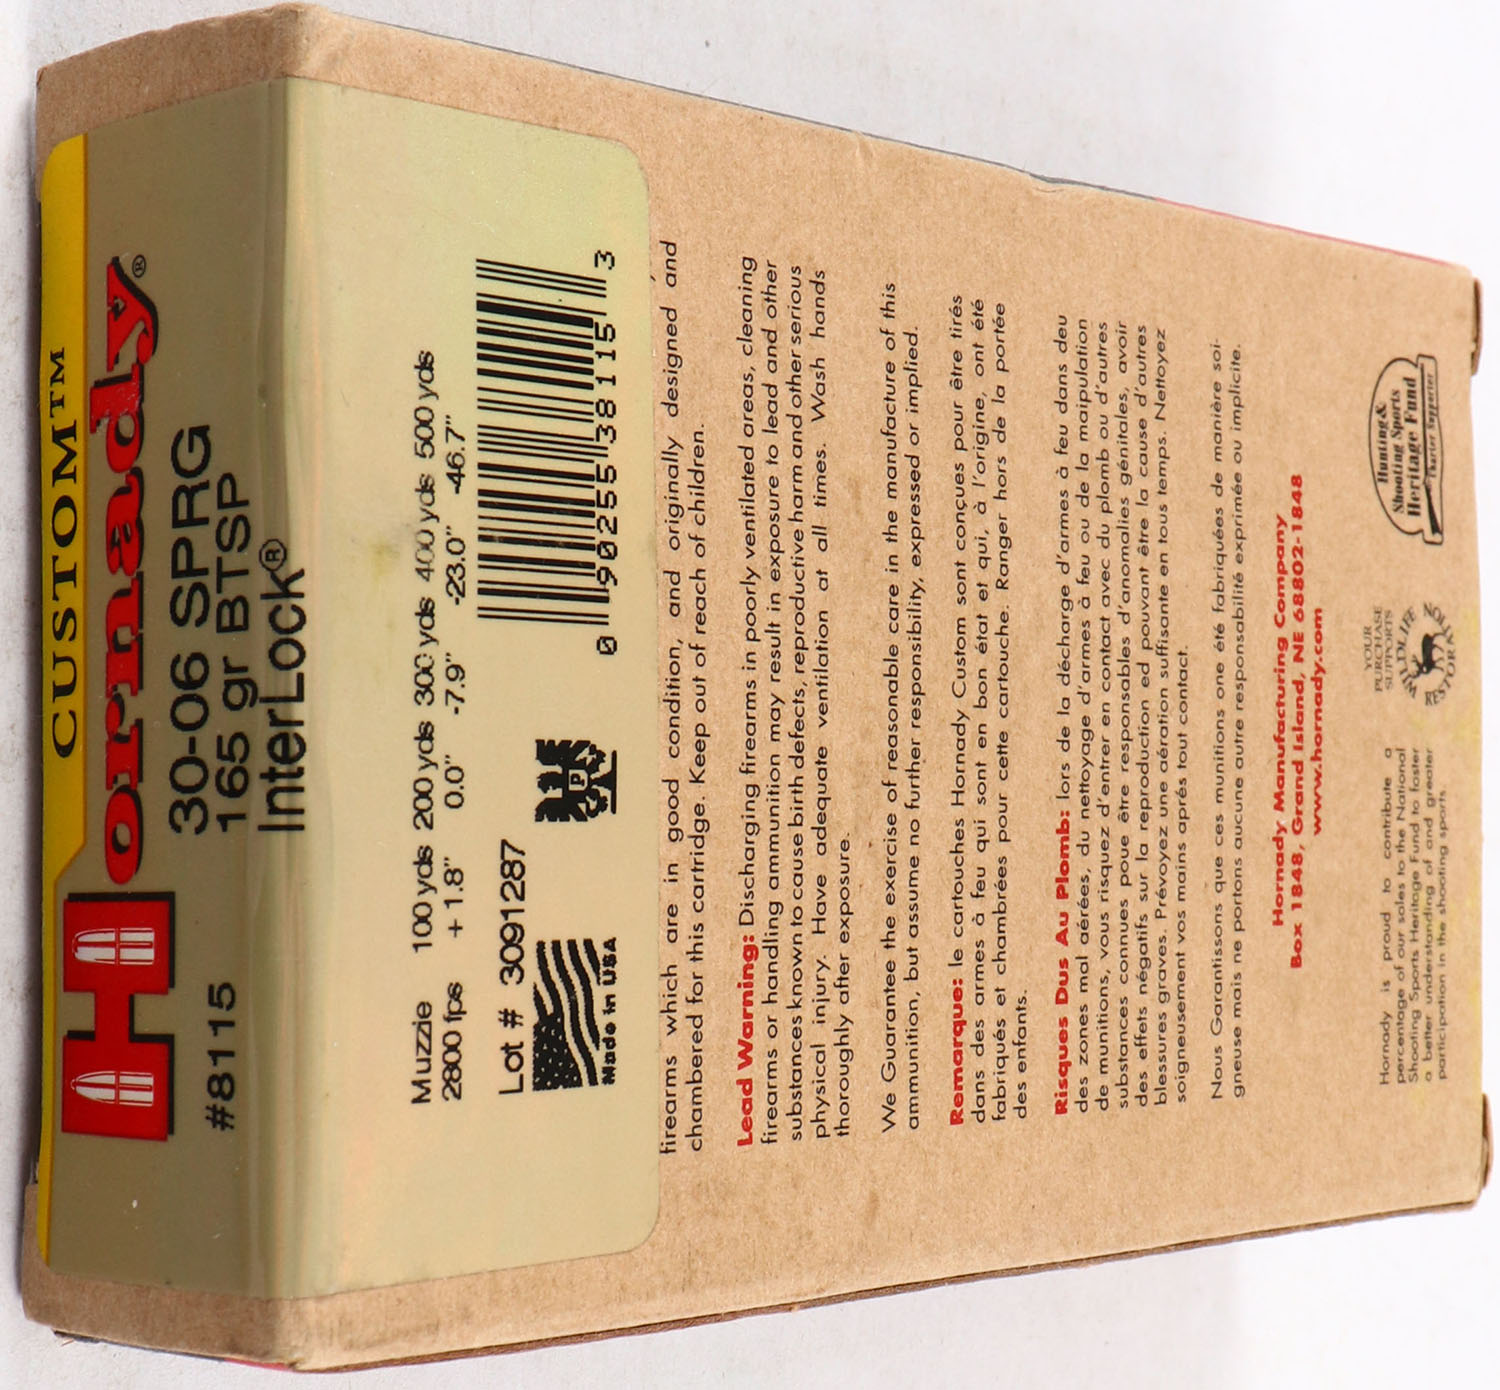 CUSTOM™
Hornady®
#8115
30-06 SPRG
165 gr BTSP
InterLock®
Muzzle 100 yds 200 yds 300 yds 400 yds 500 yds
2800 fps + 1.8" 0.0" -7.9" -23.0" -46.7"
Lot # 3091287
Made in USA
P
0 90255 38115 3
firearms which are in good condition, and originally designed and
chambered for this cartridge. Keep out of reach of children.
Lead Warning: Discharging firearms in poorly ventilated areas, cleaning
firearms or handling ammunition may result in exposure to lead and other
substances known to cause birth defects, reproductive harm and other serious
physical injury. Have adequate ventilation at all times. Wash hands
thoroughly after exposure.
We Guarantee the exercise of reasonable care in the manufacture of this
ammunition, but assume no further responsibility, expressed or implied.
Remarque: le cartouches Hornady Custom sont conçues pour être tirés
dans des armes à feu qui sont en bon état et qui, à l'origine, ont été
fabriqués et chambrées pour cette cartouche. Ranger hors de la portée
des enfants.
Risques Dus Au Plomb: lors de la décharge d'armes à feu dans deu
des zones mal aérées, du nettoyage d'armes à feu ou de la maipulation
de munitions, vous risquez d'entrer en contact avec du plomb ou d'autres
substances connues poue être responsables d'anomalies génitales, avoir
des effets négatifs sur la reproduction ed pouvant être la cause d'autres
blessures graves. Prévoyez une aération suffisante en tous temps. Nettoyez
soigneusement vos mains aprés tout contact.
Nous Garantissons que ces munitions one été fabriquées de manière soi-
gneuse mais ne portons aucune autre responsabilité exprimée ou implicite.
Hornady Manufacturing Company
Box 1848, Grand Island, NE 68802-1848
www.hornady.com
Hornady is proud to contribute a
percentage of our sales to the National
Shooting Sports Heritage Fund to foster
a better understanding of and greater
participation in the shooting sports.
YOUR
PURCHASE
SUPPORTS
WILDLIFE
RESTORATION
Hunting &
Shooting Sports
Heritage Fund
Charter Supporter